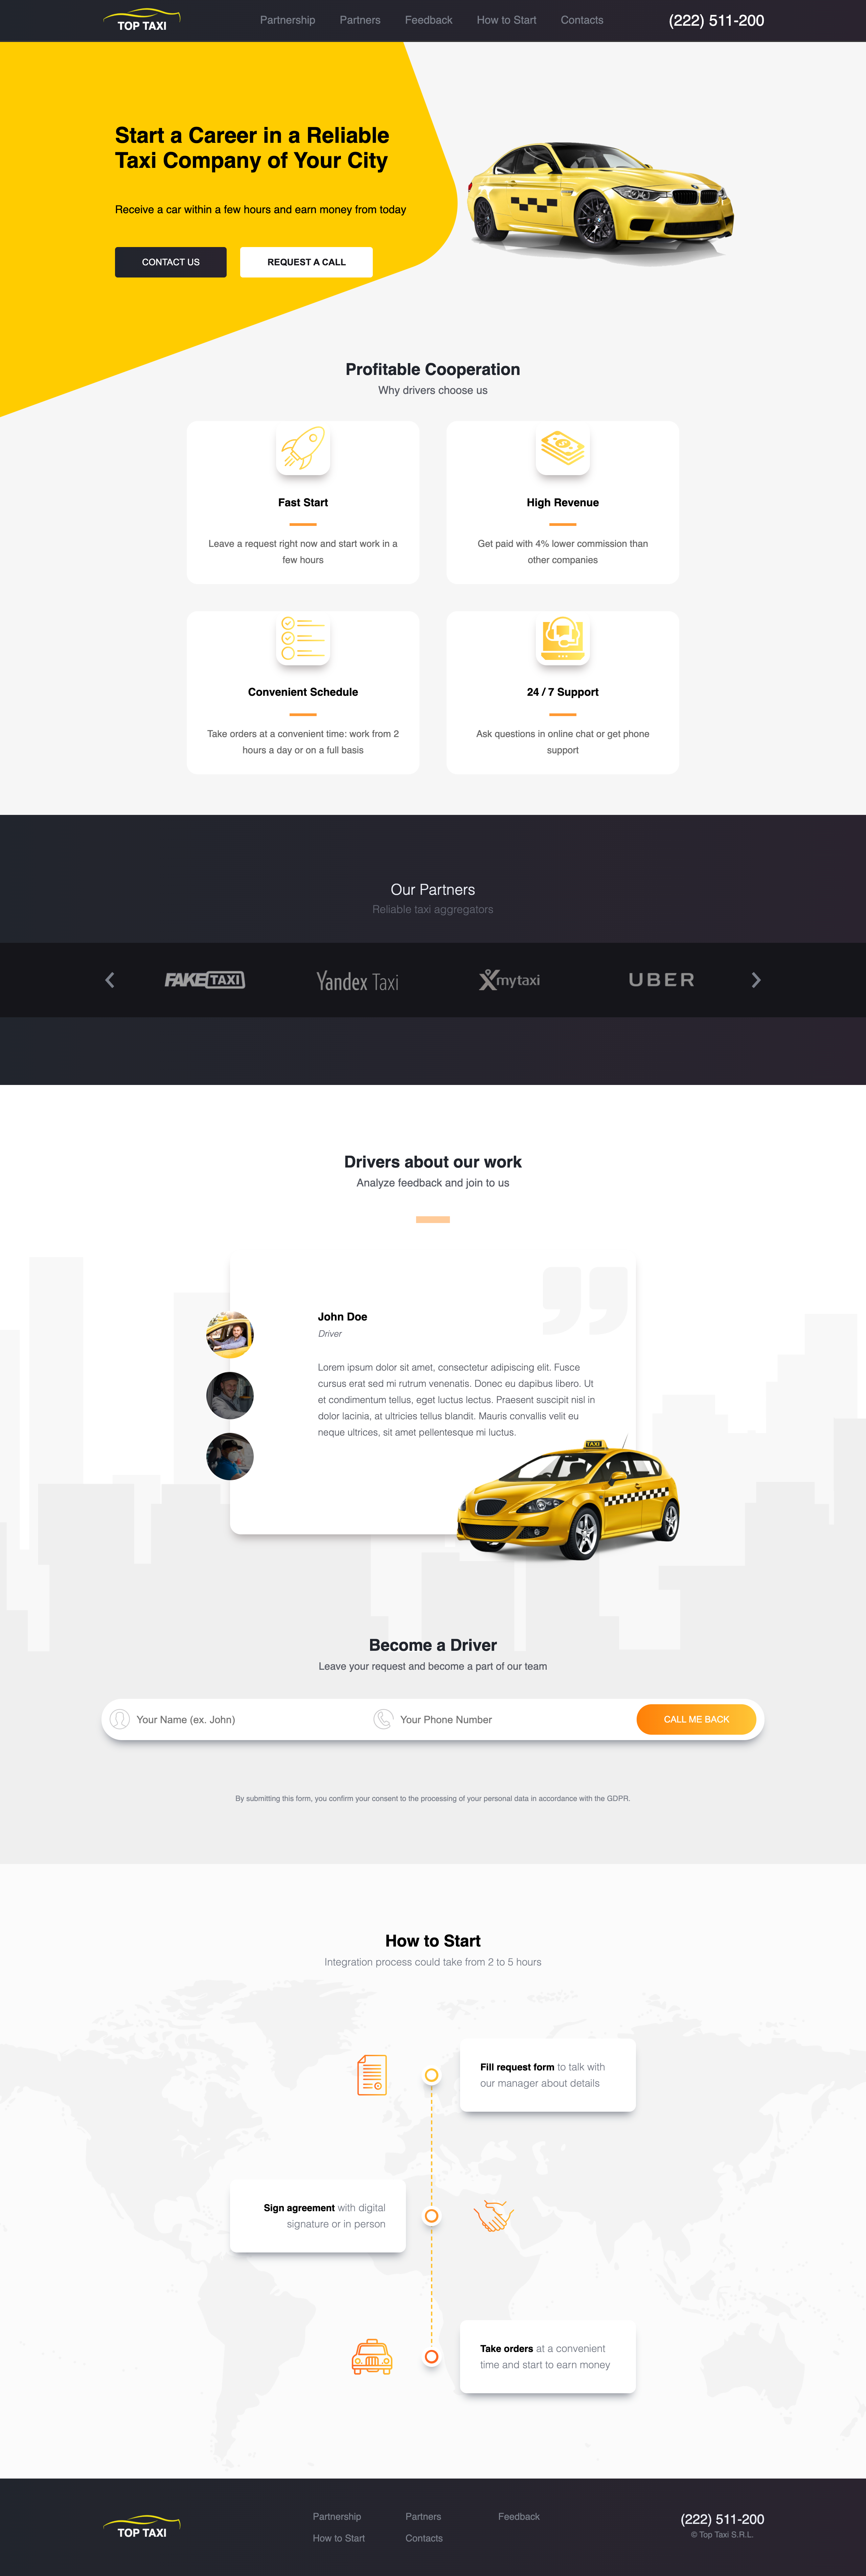 TOP TAXI
Partnership
Partners
Feedback
How to Start
Contacts
(222) 511-200
Start a Career in a Reliable
Taxi Company of Your City
Receive a car within a few hours and earn money from today
CONTACT US
REQUEST A CALL
Profitable Cooperation
Why drivers choose us
Fast Start
Leave a request right now and start work in a
few hours
High Revenue
Get paid with 4% lower commission than
other companies
Convenient Schedule
Take orders at a convenient time: work from 2
hours a day or on a full basis
24 / 7 Support
Ask questions in online chat or get phone
support
Our Partners
Reliable taxi aggregators
FAKE TAXI
Yandex Taxi
mytaxi
UBER
Drivers about our work
Analyze feedback and join to us
John Doe
Driver
Lorem ipsum dolor sit amet, consectetur adipiscing elit. Fusce
cursus erat sed mi rutrum venenatis. Donec eu dapibus libero. Ut
et condimentum tellus, eget luctus lectus. Praesent suscipit nisl in
dolor lacinia, at ultricies tellus blandit. Mauris convallis velit eu
neque ultrices, sit amet pellentesque mi luctus.
TAXI
Become a Driver
Leave your request and become a part of our team
Your Name (ex. John)
Your Phone Number
CALL ME BACK
By submitting this form, you confirm your consent to the processing of your personal data in accordance with the GDPR.
How to Start
Integration process could take from 2 to 5 hours
Fill request form to talk with
our manager about details
Sign agreement with digital
signature or in person
Take orders at a convenient
time and start to earn money
TOP TAXI
Partnership
Partners
Feedback
How to Start
Contacts
(222) 511-200
© Top Taxi S.R.L.